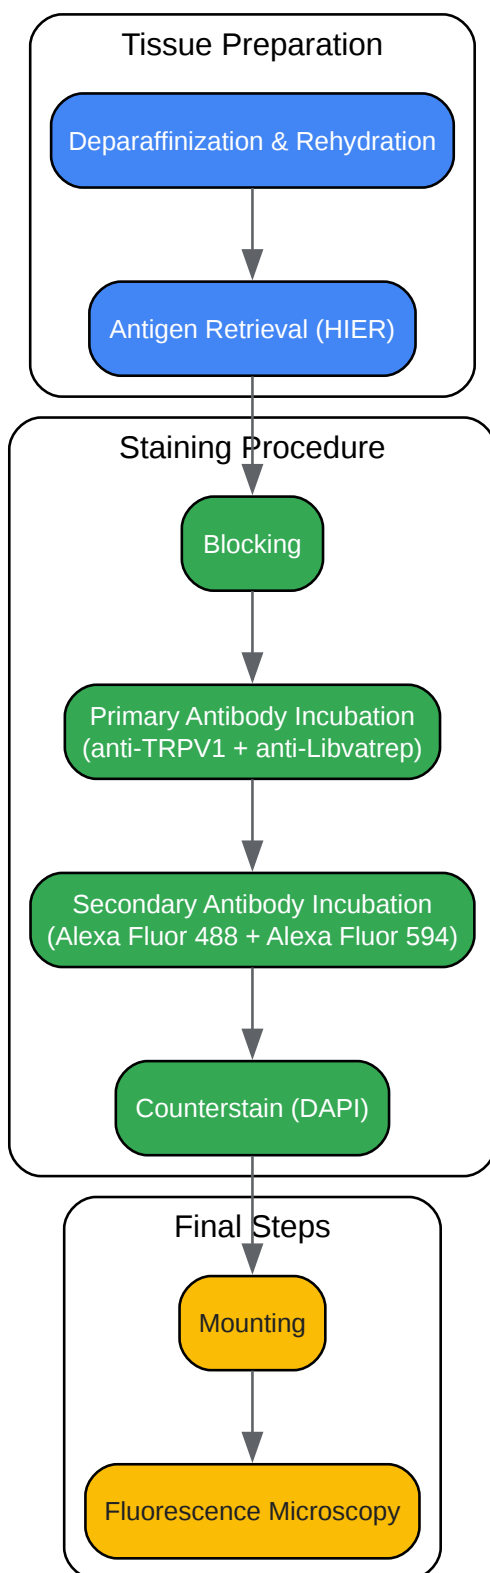 Tissue Preparation
Deparaffinization & Rehydration
Antigen Retrieval (HIER)
Staining Procedure
Blocking
Primary Antibody Incubation
(anti-TRPV1 + anti-Libvatrep)
Secondary Antibody Incubation
(Alexa Fluor 488 + Alexa Fluor 594)
Counterstain (DAPI)
Final Steps
Mounting
Fluorescence Microscopy